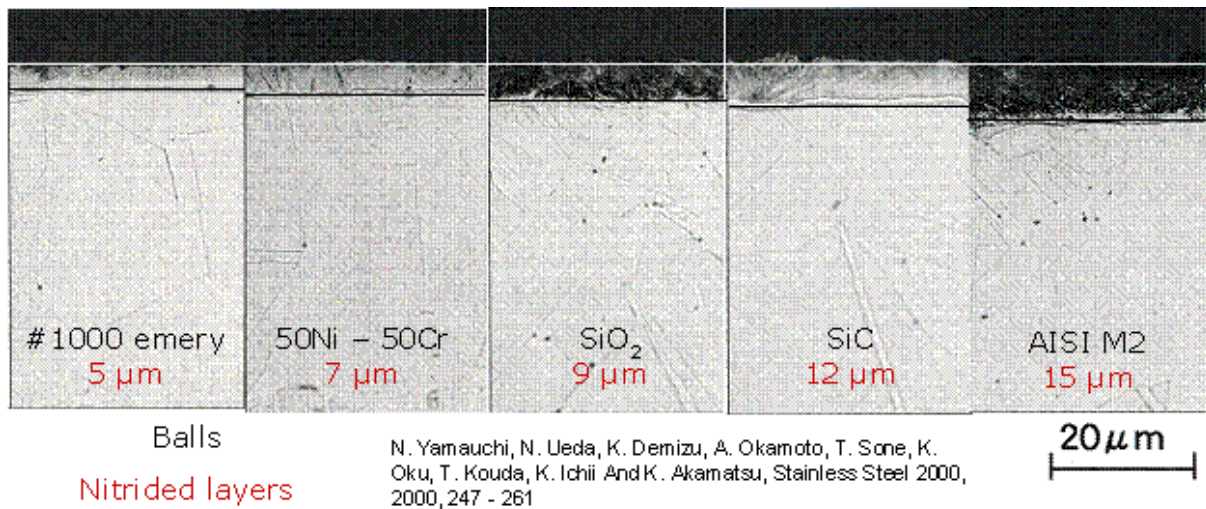 #1000 emery
5 μm
50Ni – 50Cr
7 μm
SiO₂
9 μm
SiC
12 μm
AISI M2
15 μm
Balls
Nitrided layers
N. Yamauchi, N. Ueda, K. Demizu, A. Okamoto, T. Sone, K.
Oku, T. Kouda, K. Ichii And K. Akamatsu, Stainless Steel 2000,
2000, 247 - 261
20μm